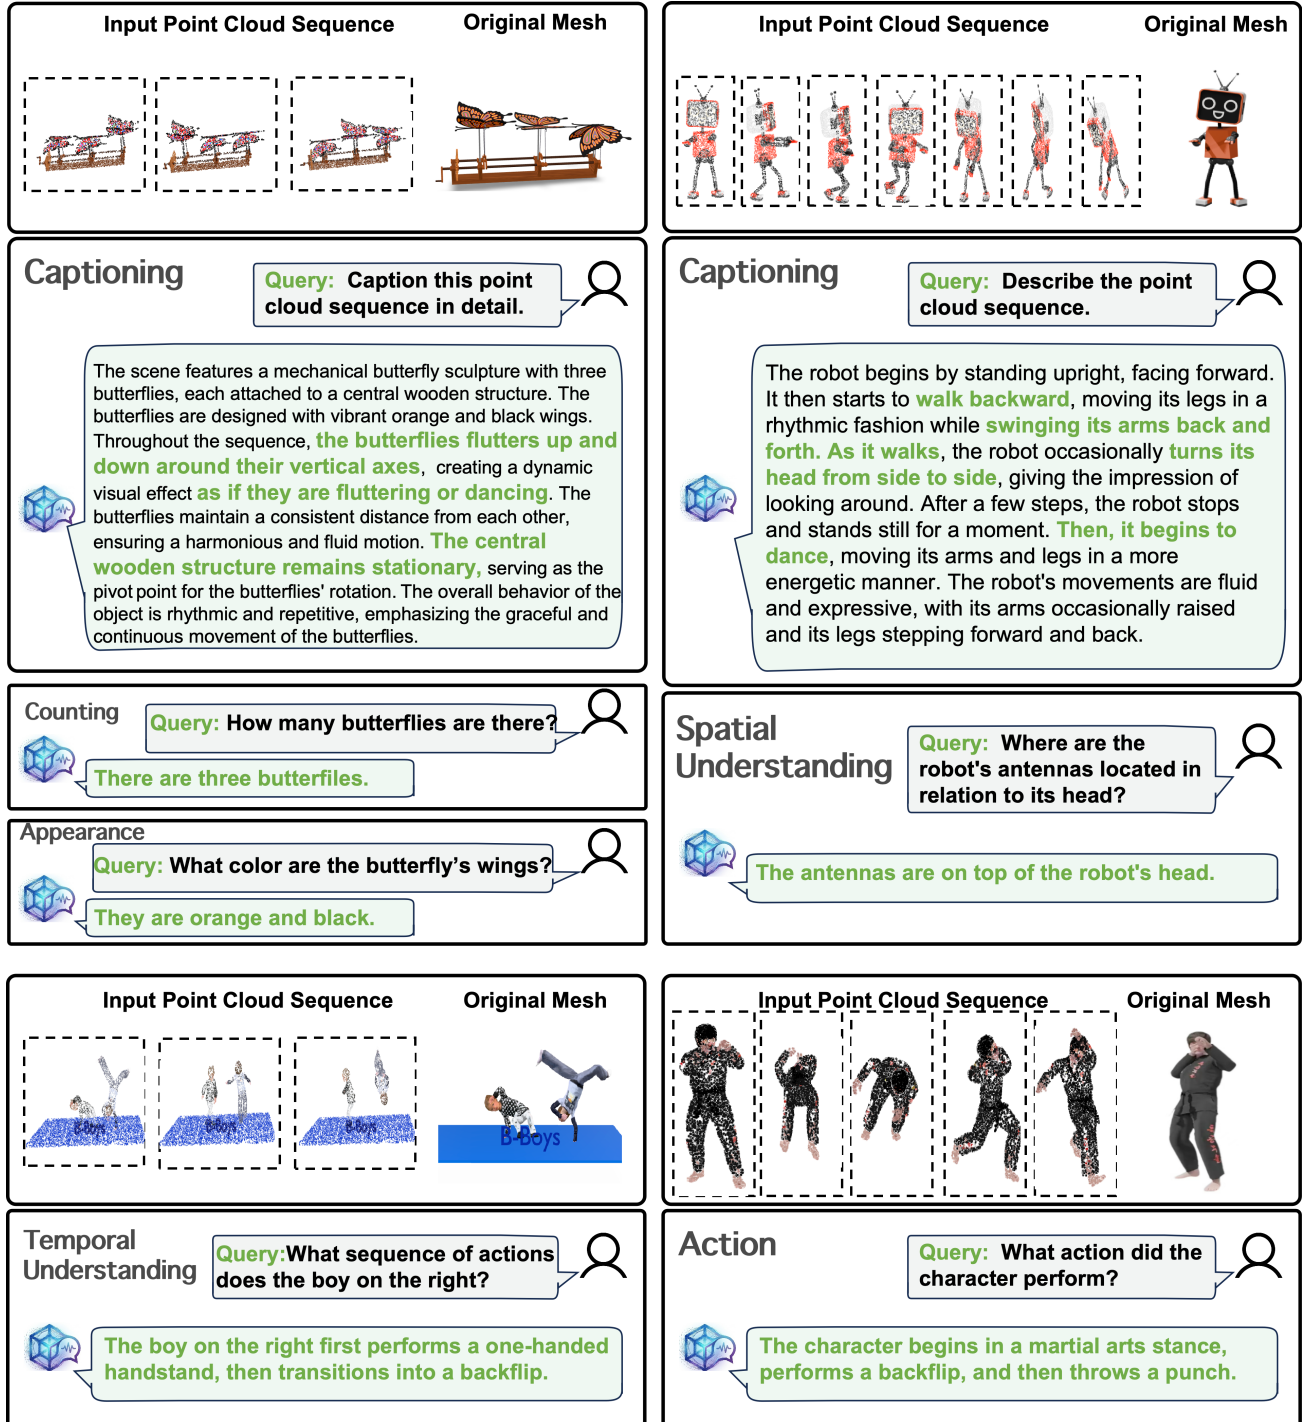 Input Point Cloud Sequence
Original Mesh
Captioning
Query: Caption this point
cloud sequence in detail.
The scene features a mechanical butterfly sculpture with three
butterflies, each attached to a central wooden structure. The
butterflies are designed with vibrant orange and black wings.
Throughout the sequence, the butterflies flutters up and
down around their vertical axes, creating a dynamic
visual effect as if they are fluttering or dancing. The
butterflies maintain a consistent distance from each other,
ensuring a harmonious and fluid motion. The central
wooden structure remains stationary, serving as the
pivot point for the butterflies' rotation. The overall behavior of the
object is rhythmic and repetitive, emphasizing the graceful and
continuous movement of the butterflies.
Counting
Query: How many butterflies are there?
There are three butterfiles.
Appearance
Query: What color are the butterfly's wings?
They are orange and black.
Input Point Cloud Sequence
Original Mesh
Captioning
Query: Describe the point
cloud sequence.
The robot begins by standing upright, facing forward.
It then starts to walk backward, moving its legs in a
rhythmic fashion while swinging its arms back and
forth. As it walks, the robot occasionally turns its
head from side to side, giving the impression of
looking around. After a few steps, the robot stops
and stands still for a moment. Then, it begins to
dance, moving its arms and legs in a more
energetic manner. The robot's movements are fluid
and expressive, with its arms occasionally raised
and its legs stepping forward and back.
Spatial
Understanding
Query: Where are the
robot's antennas located in
relation to its head?
The antennas are on top of the robot's head.
Input Point Cloud Sequence
Original Mesh
B-Boys
B-Boys
B-Boys
B-Boys
Temporal
Understanding
Query:What sequence of actions
does the boy on the right?
The boy on the right first performs a one-handed
handstand, then transitions into a backflip.
Input Point Cloud Sequence
Original Mesh
Action
Query: What action did the
character perform?
The character begins in a martial arts stance,
performs a backflip, and then throws a punch.